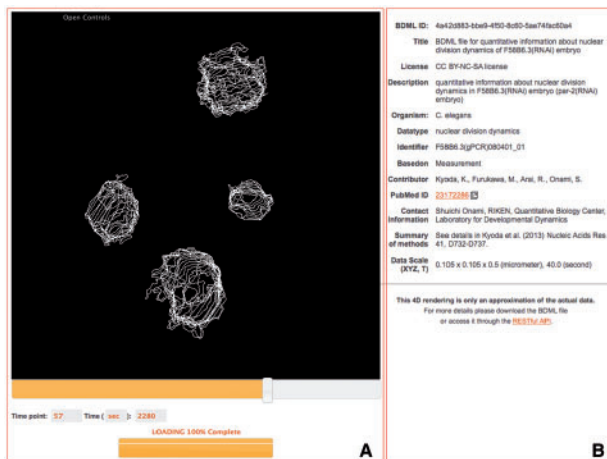 Open Controls
Time point: 57 Time ( sec ): 2280
LOADING 100% Complete
A
BDML ID: 4a42d883-bbe9-4f50-8c60-5ae74fac60a4
Title BDML file for quantitative information about nuclear
division dynamics of F58B6.3(RNAi) embryo
License CC BY-NC-SA license
Description quantitative information about nuclear division
dynamics in F58B6.3(RNAi) embryo (par-2(RNAi)
embryo)
Organism: C. elegans
Datatype nuclear division dynamics
Identifier F58B6.3(gPCR)080401_01
Basedon Measurement
Contributor Kyoda, K., Furukawa, M., Arai, R., Onami, S.
PubMed ID 23172286
Contact Shuichi Onami, RIKEN, Quantitative Biology Center,
Information Laboratory for Developmental Dynamics
Summary See details in Kyoda et al. (2013) Nucleic Acids Res
of methods 41, D732-D737.
Data Scale 0.105 x 0.105 x 0.5 (micrometer), 40.0 (second)
(XYZ, T)
This 4D rendering is only an approximation of the actual data.
For more details please download the BDML file
or access it through the RESTful API.
B